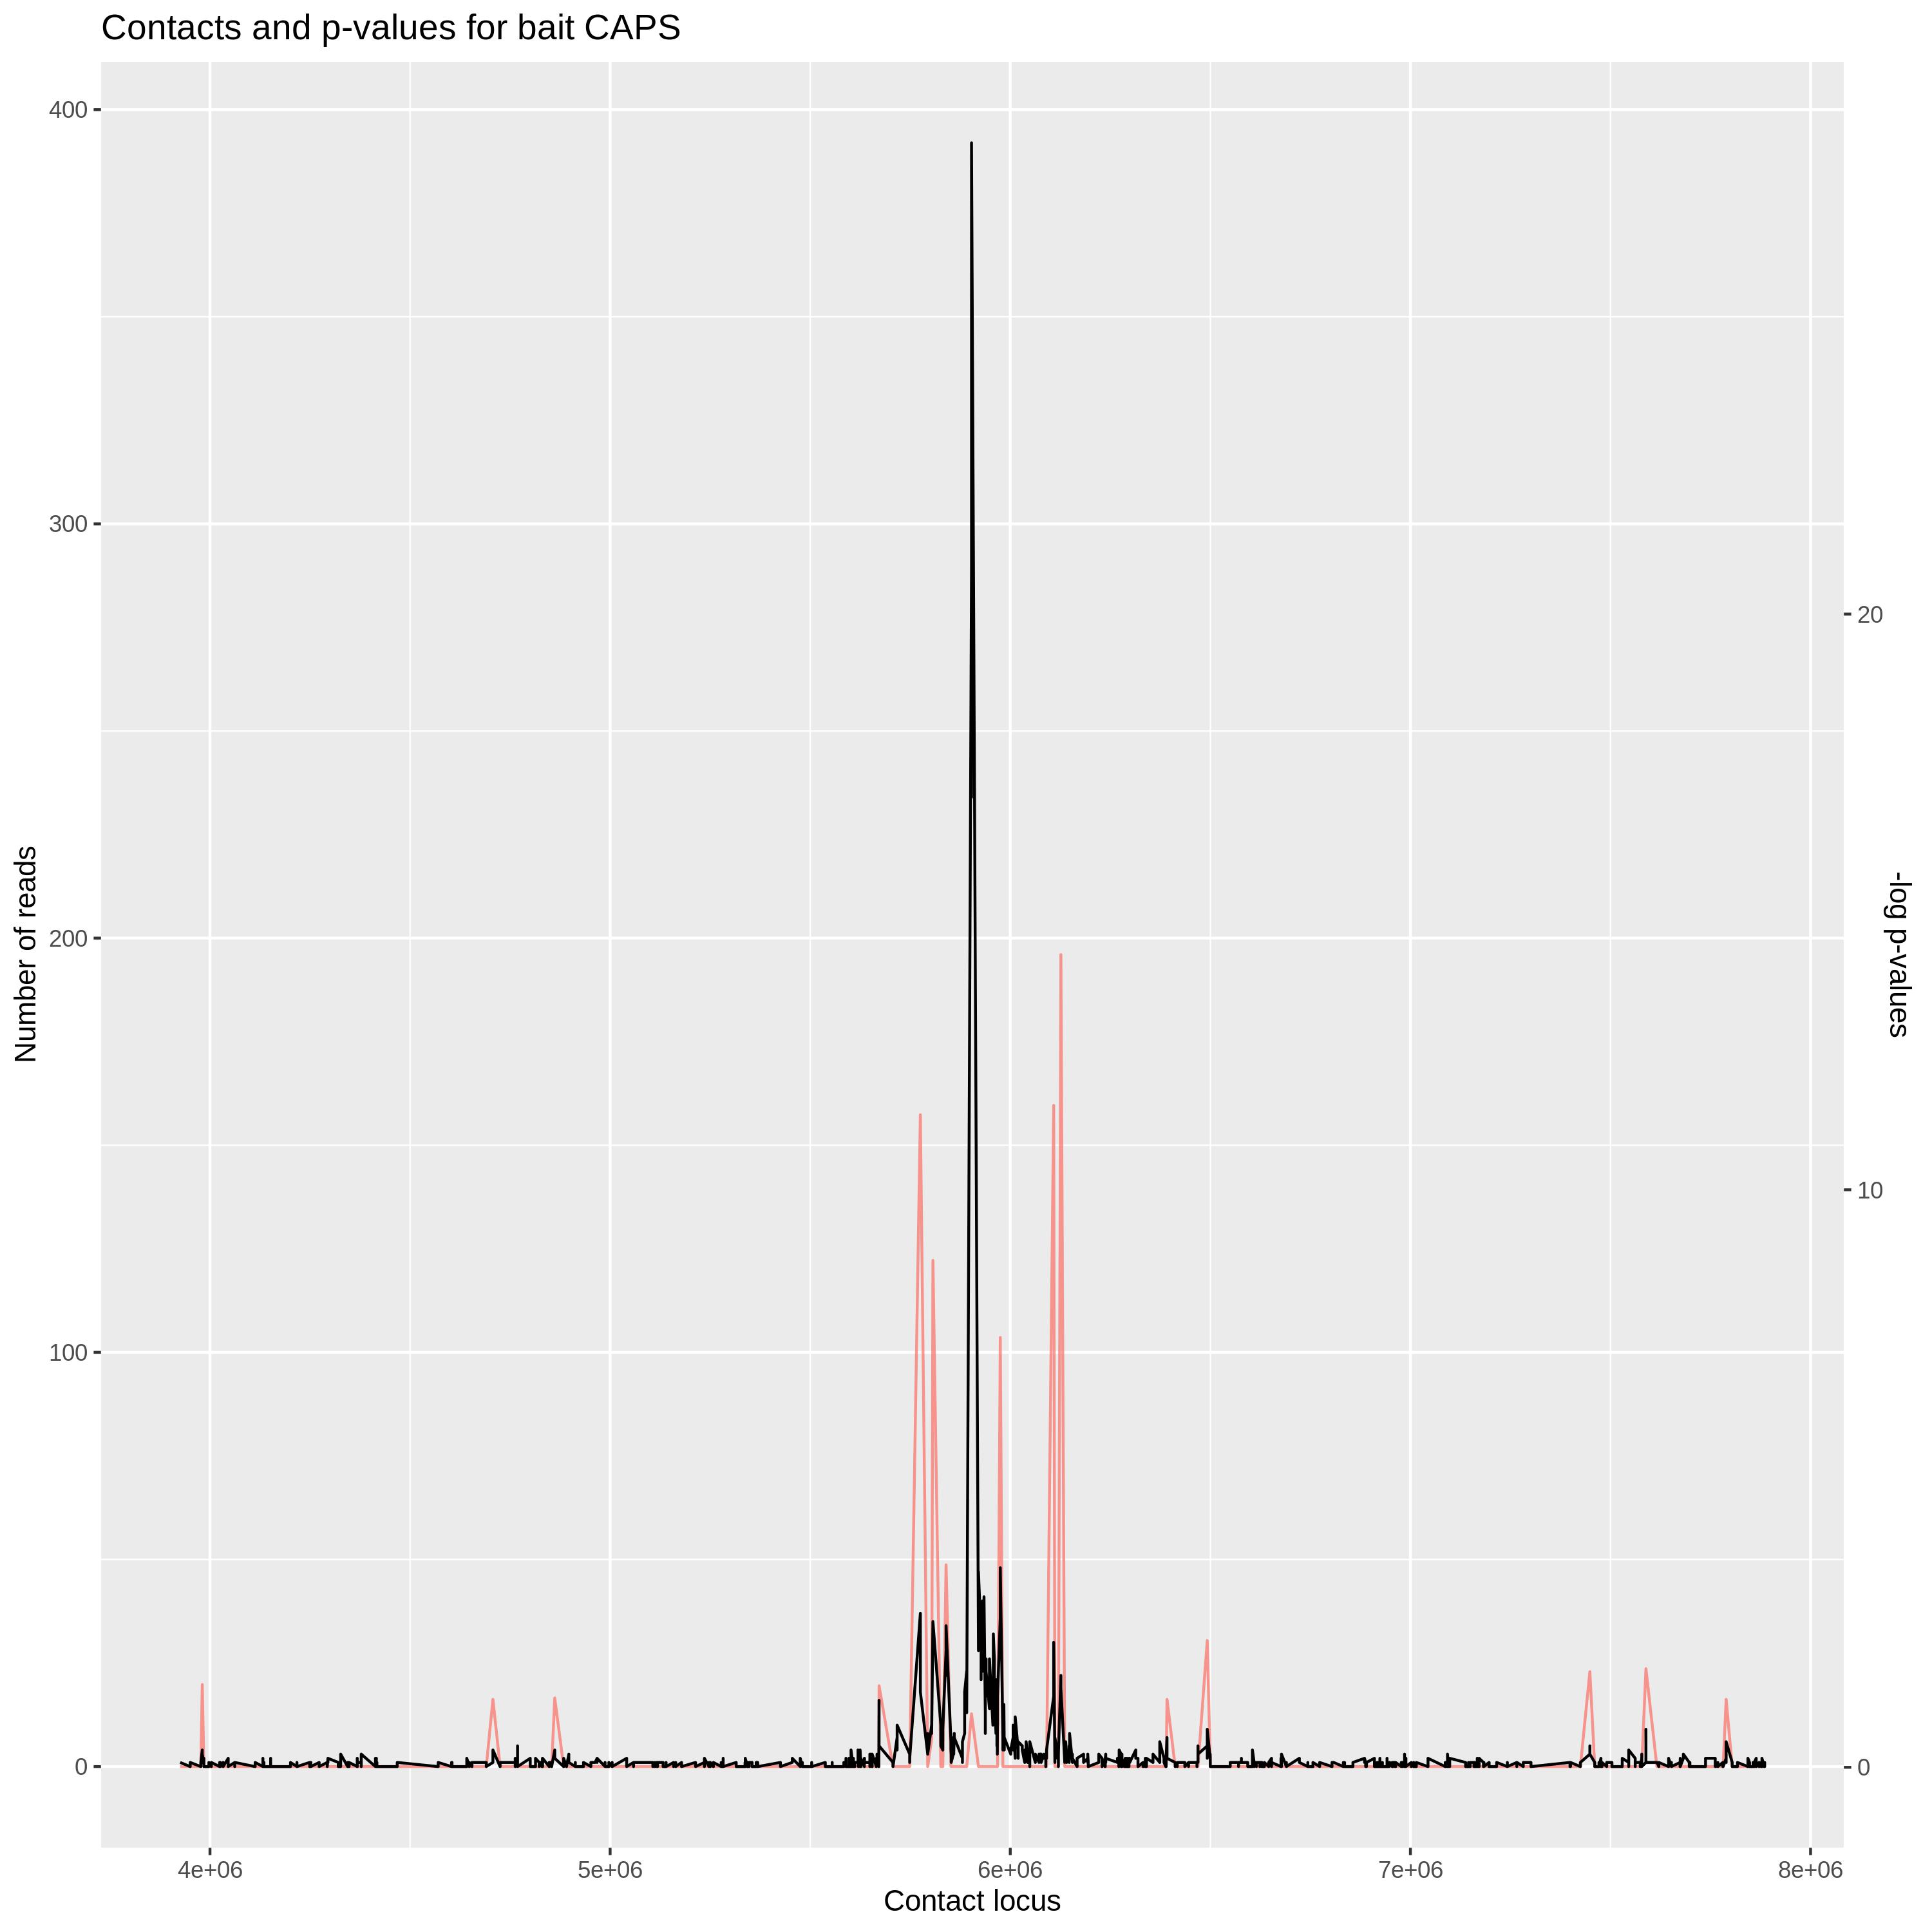 Contacts and p-values for bait CAPS
400
300
200
100
0
Number of reads
20
10
0
-log p-values
4e+06
5e+06
6e+06
7e+06
8e+06
Contact locus